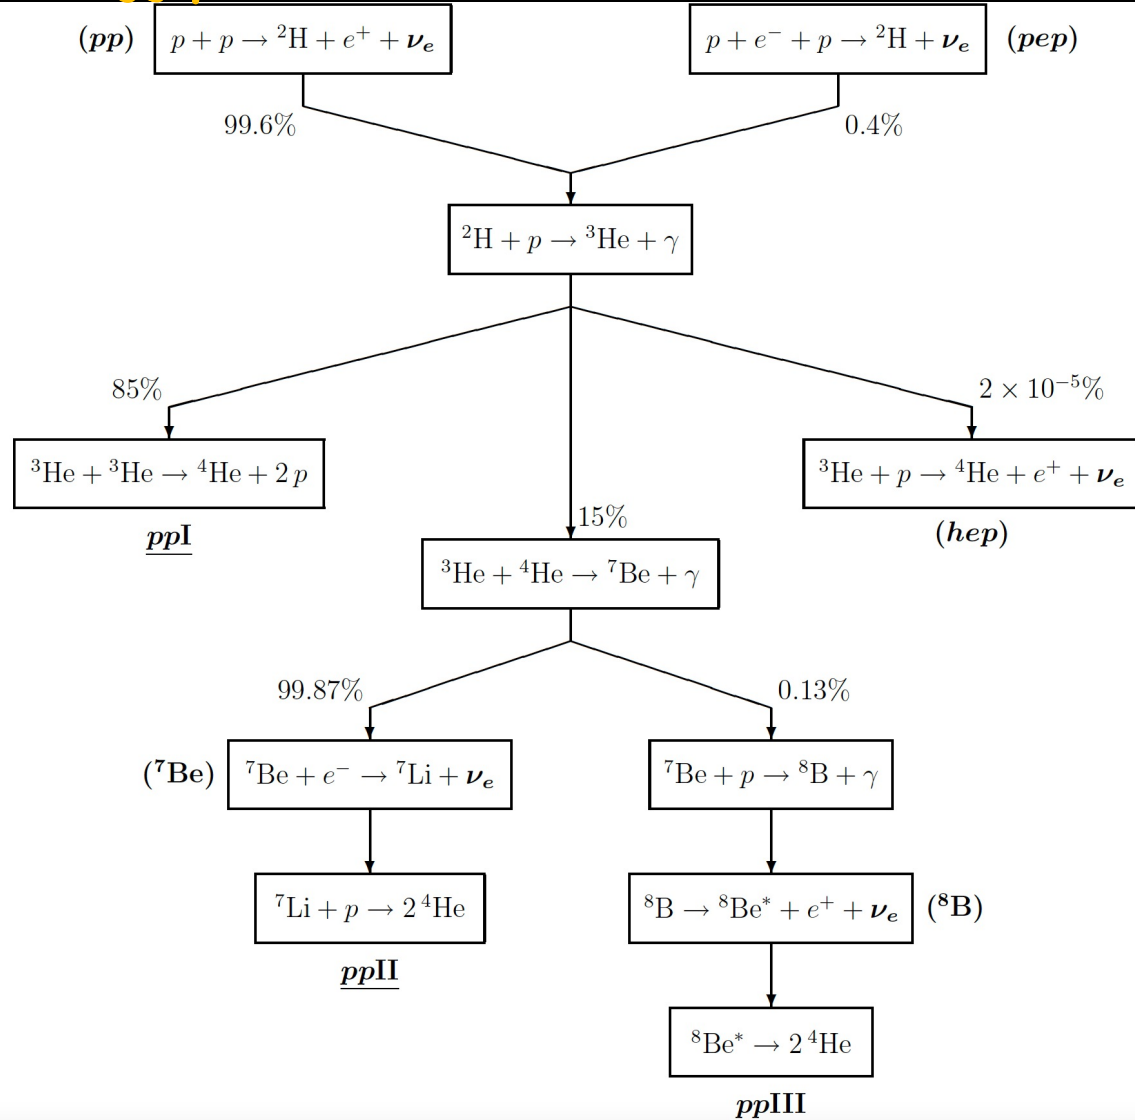 (pp) p + p → ²H + e⁺ + νₑ
p + e⁻ + p → ²H + νₑ (pep)
99.6%
0.4%
²H + p → ³He + γ
85%
2 × 10⁻⁵%
³He + ³He → ⁴He + 2 p
³He + p → ⁴He + e⁺ + νₑ
ppI
(hep)
15%
³He + ⁴He → ⁷Be + γ
99.87%
0.13%
(⁷Be) ⁷Be + e⁻ → ⁷Li + νₑ
⁷Be + p → ⁸B + γ
⁷Li + p → 2 ⁴He
⁸B → ⁸Be* + e⁺ + νₑ (⁸B)
ppII
⁸Be* → 2 ⁴He
ppIII